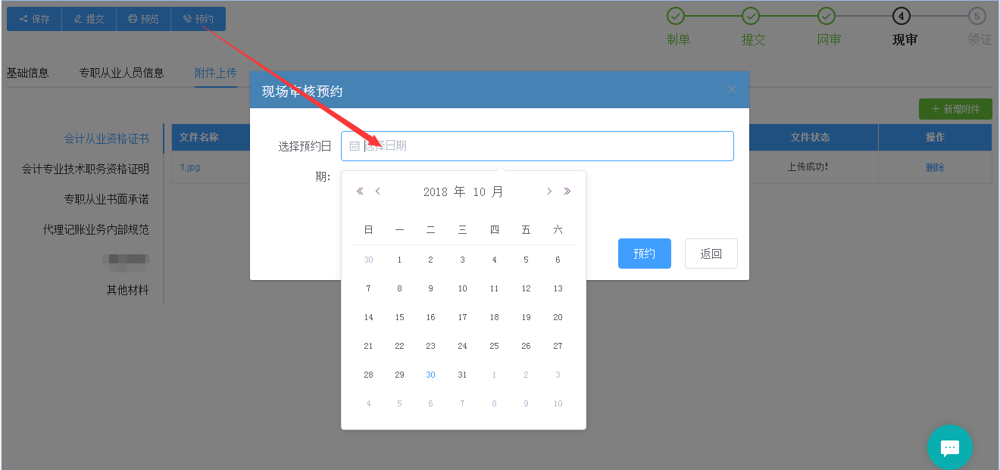 保存 提交 预览 预约
4 5
制单 提交 网审 现审 领证
基础信息 专职从业人员信息 附件上传
现场审核预约
新增附件
会计从业资格证书
会计专业技术职务资格证明
专职从业书面承诺
代理记账业务内部规范
其他材料
文件名称 文件状态 操作
1.jpg 上传成功! 删除
选择预约日
期:
选择日期
2018 年 10 月
日 一 二 三 四 五 六
30 1 2 3 4 5 6
7 8 9 10 11 12 13
14 15 16 17 18 19 20
21 22 23 24 25 26 27
28 29 30 31 1 2 3
4 5 6 7 8 9 10
预约 返回